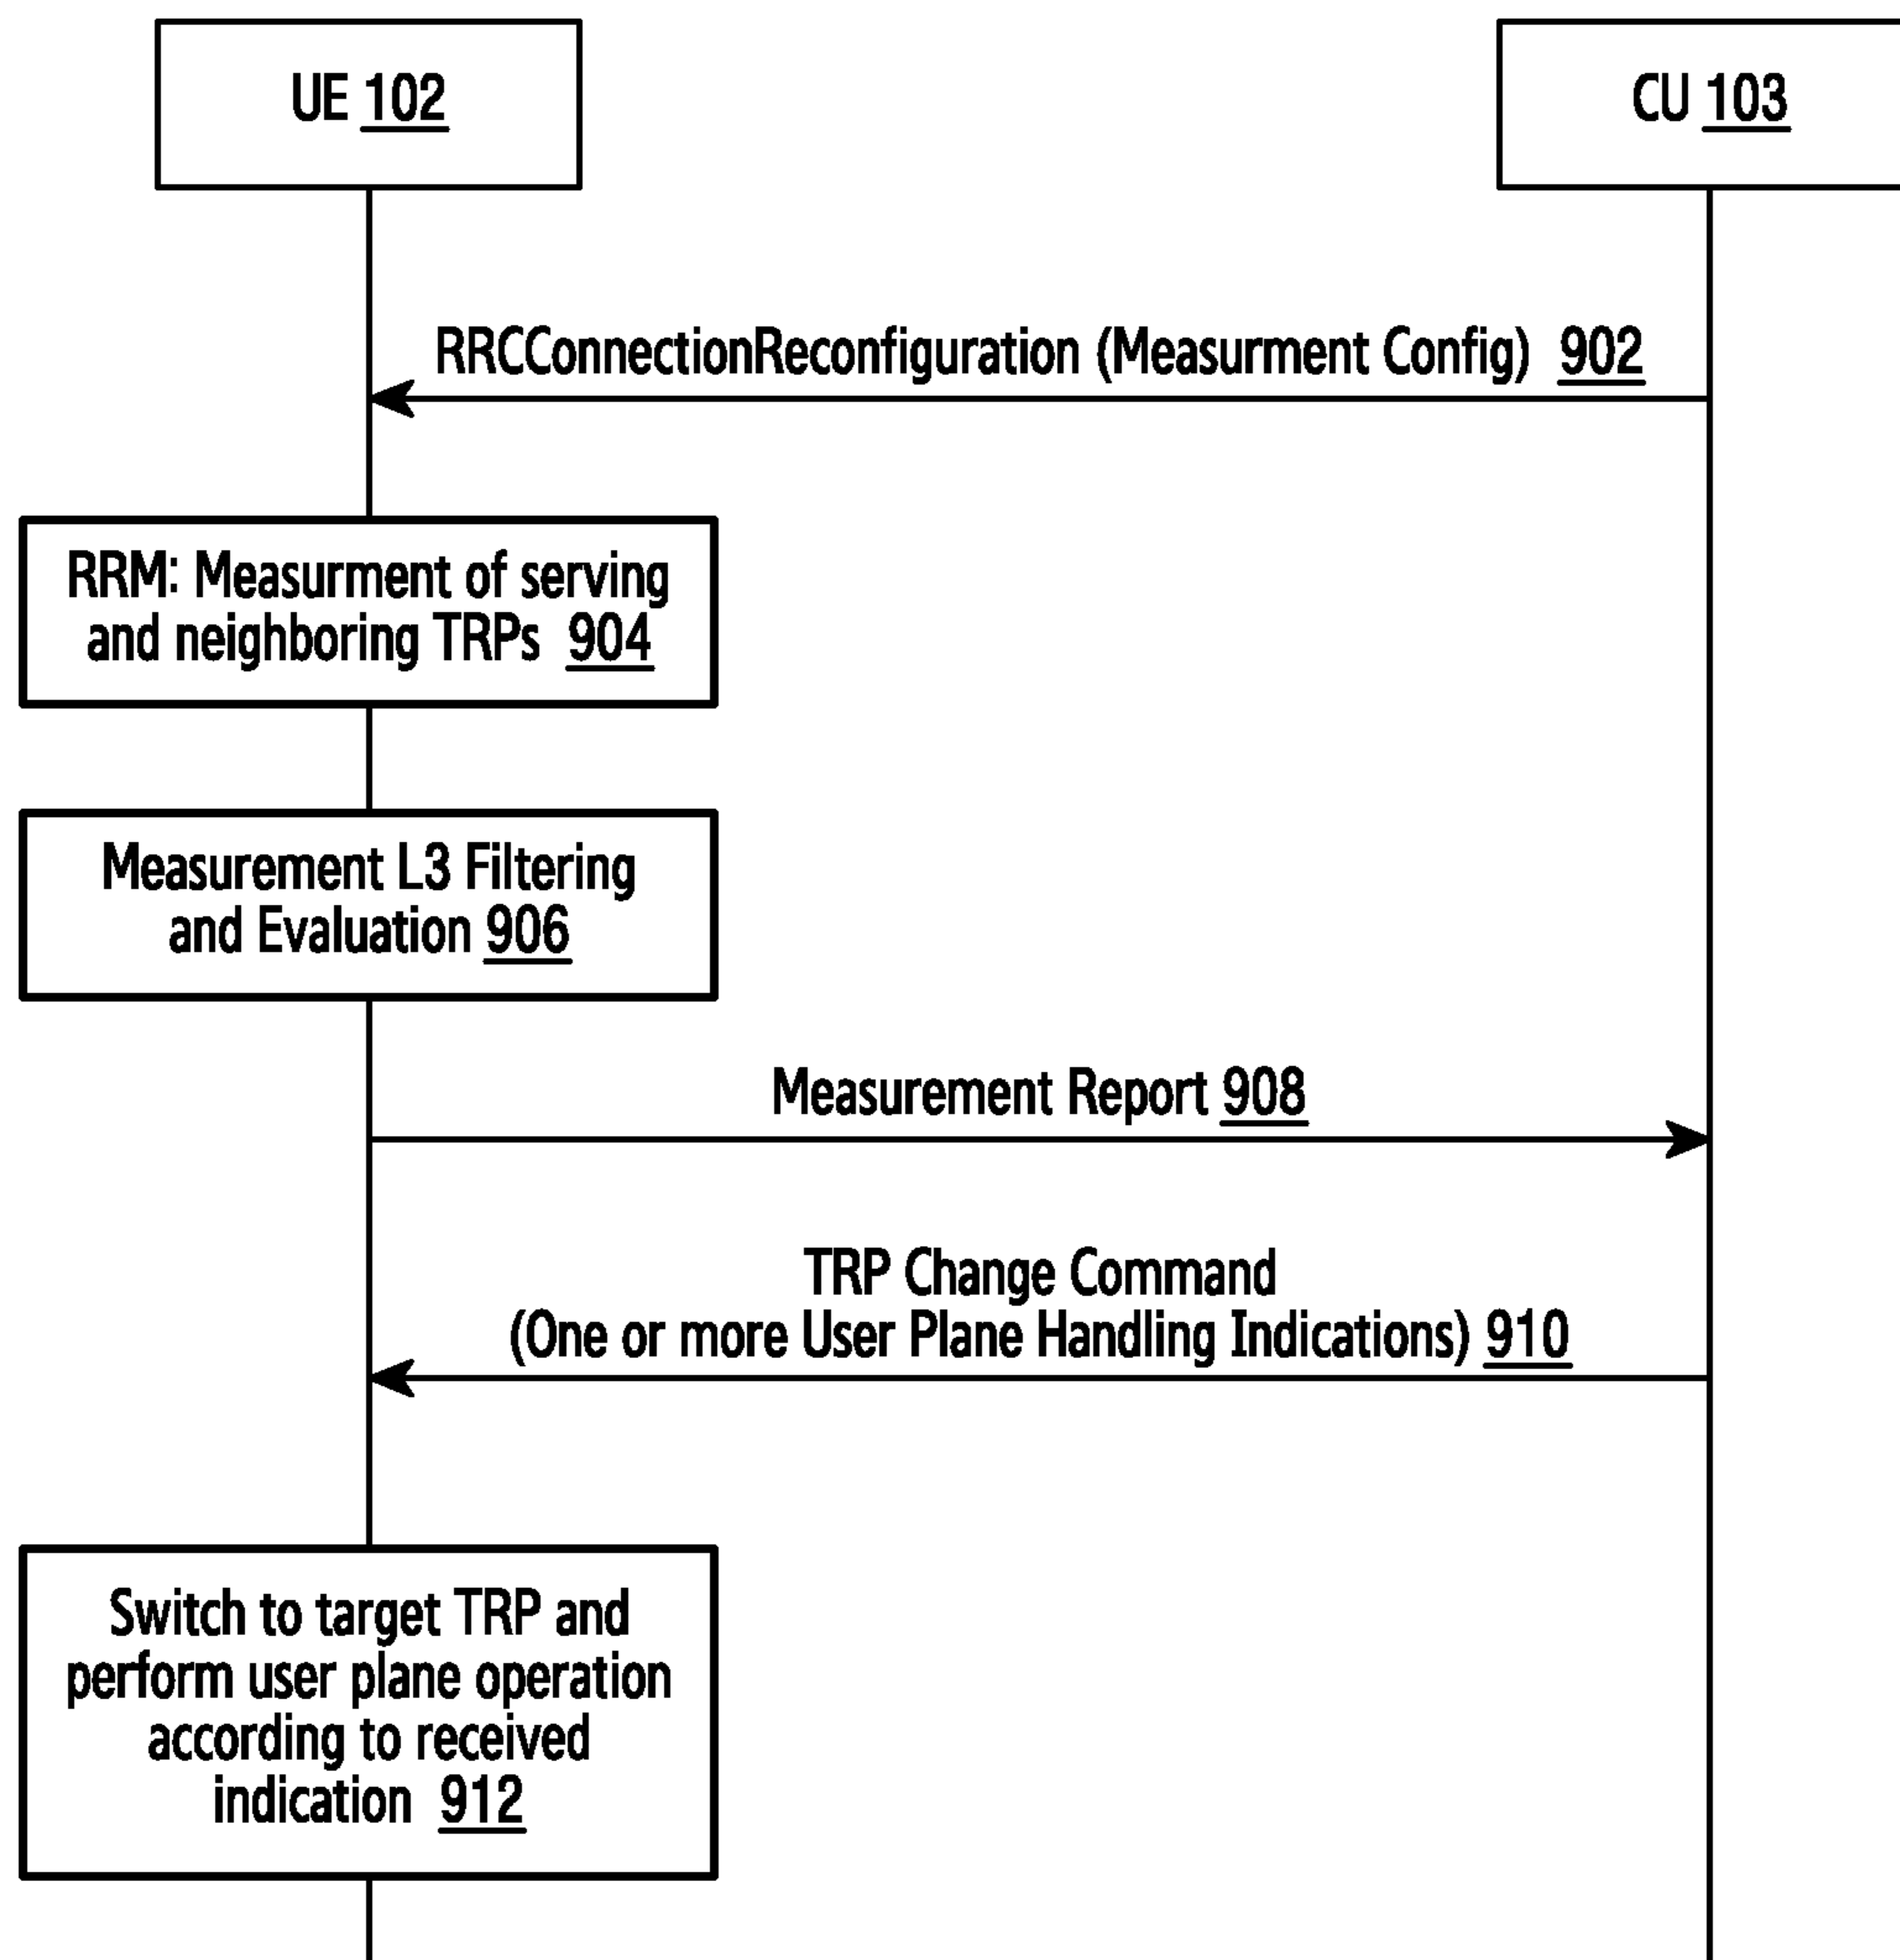 UE 102
CU 103
RRCConnectionReconfiguration (Measurment Config) 902
RRM: Measurment of serving
and neighboring TRPs 904
Measurement L3 Filtering
and Evaluation 906
Measurement Report 908
TRP Change Command
(One or more User Plane Handling Indications) 910
Switch to target TRP and
perform user plane operation
according to received
indication 912